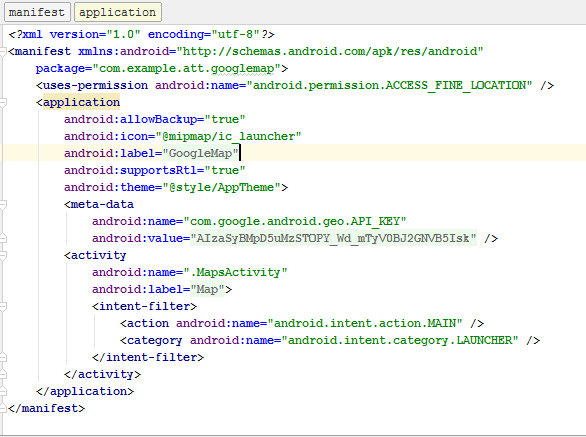 manifest application
<?xml version="1.0" encoding="utf-8"?>
<manifest xmlns:android="http://schemas.android.com/apk/res/android"
    package="com.example.att.googlemap">
    <uses-permission android:name="android.permission.ACCESS_FINE_LOCATION" />
    <application
        android:allowBackup="true"
        android:icon="@mipmap/ic_launcher"
        android:label="GoogleMap"
        android:supportsRtl="true"
        android:theme="@style/AppTheme">
        <meta-data
            android:name="com.google.android.geo.API_KEY"
            android:value="AIzaSyBMpD5uMzSTOPY_Wd_mTyV0BJ2GNVB5Isk" />
        <activity
            android:name=".MapsActivity"
            android:label="Map">
            <intent-filter>
                <action android:name="android.intent.action.MAIN" />
                <category android:name="android.intent.category.LAUNCHER" />
            </intent-filter>
        </activity>
    </application>
</manifest>